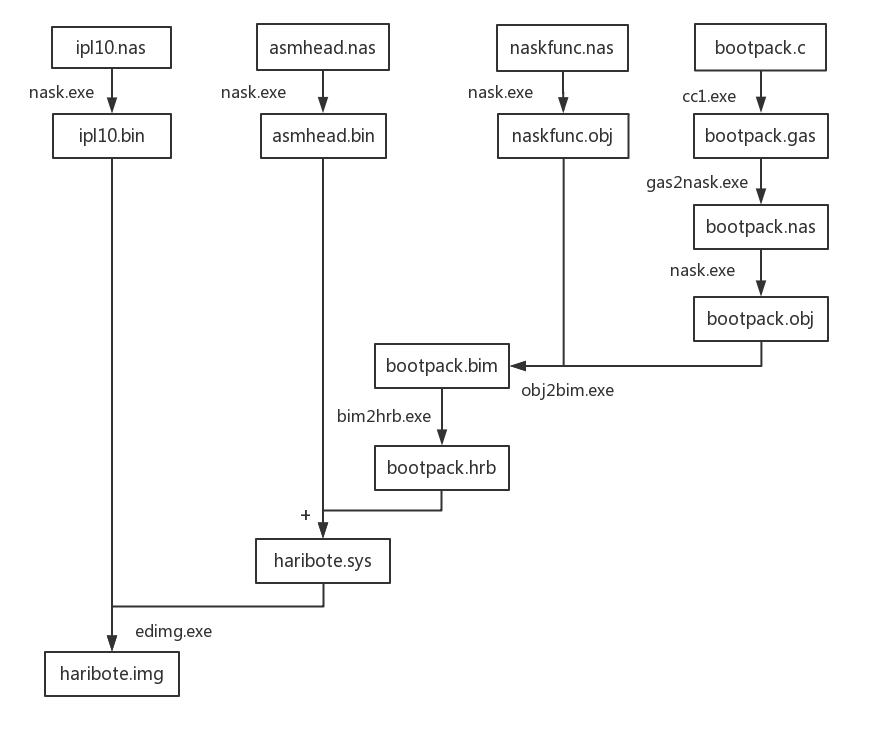 ipl10.nas
asmhead.nas
naskfunc.nas
bootpack.c
nask.exe
nask.exe
nask.exe
cc1.exe
ipl10.bin
asmhead.bin
naskfunc.obj
bootpack.gas
gas2nask.exe
bootpack.nas
nask.exe
bootpack.obj
bootpack.bim
obj2bim.exe
bim2hrb.exe
bootpack.hrb
+
haribote.sys
edimg.exe
haribote.img